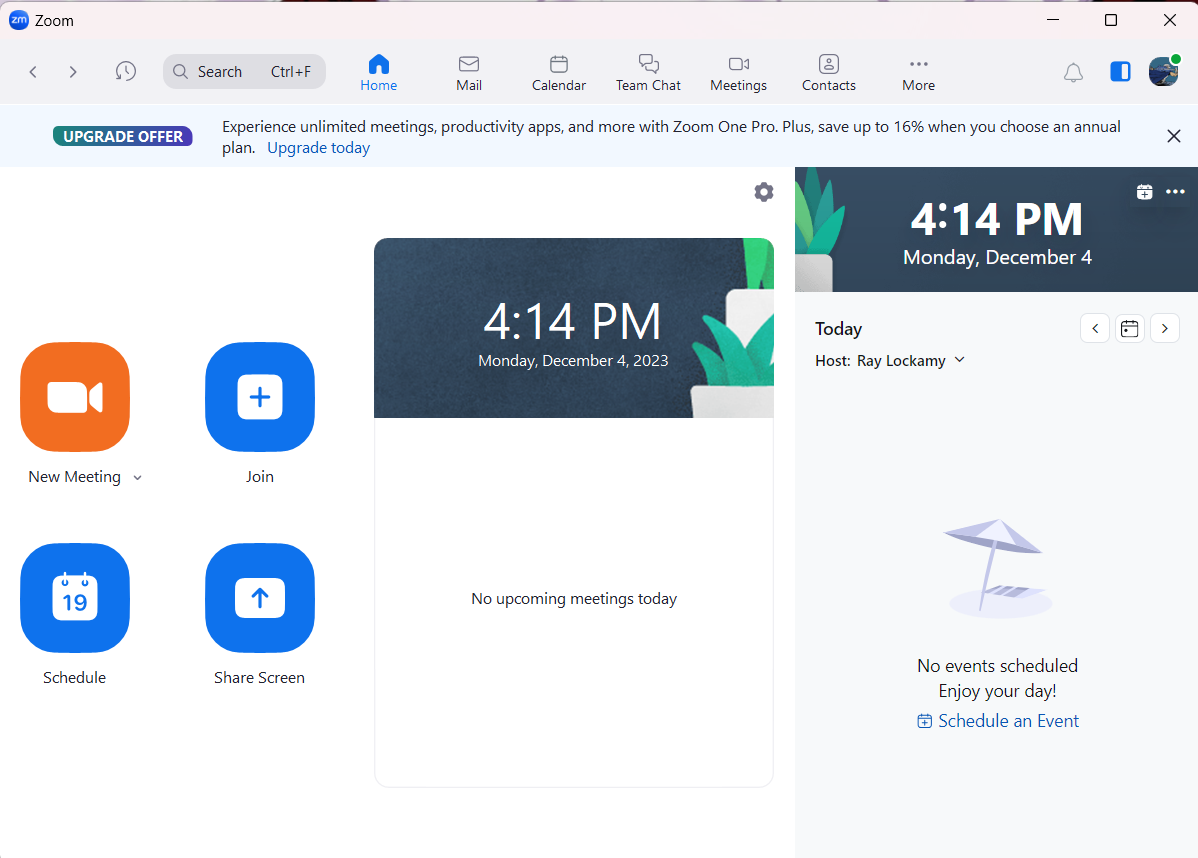 zm Zoom
Search Ctrl+F
Home
Mail
Calendar
Team Chat
Meetings
Contacts
More
UPGRADE OFFER
Experience unlimited meetings, productivity apps, and more with Zoom One Pro. Plus, save up to 16% when you choose an annual
plan. Upgrade today
4:14 PM
Monday, December 4, 2023
New Meeting
Join
19
Schedule
Share Screen
No upcoming meetings today
4:14 PM
Monday, December 4
Today
Host: Ray Lockamy
No events scheduled
Enjoy your day!
Schedule an Event